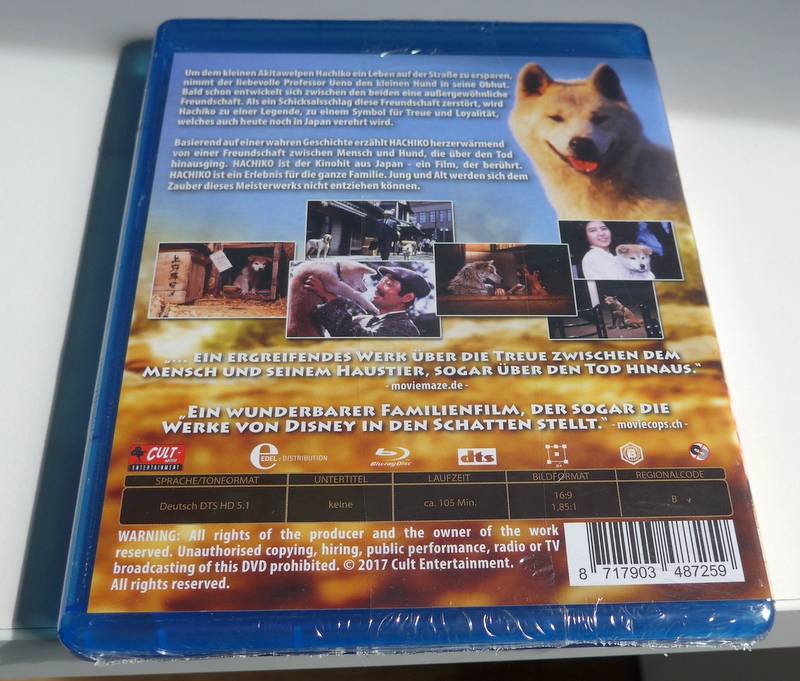 Um dem kleinen Akitawelpen Hachiko ein Leben auf der Straße zu ersparen,
nimmt der liebevolle Professor Ueno den kleinen Hund in seine Obhut.
Bald schon entwickelt sich zwischen den beiden eine außergewöhnliche
Freundschaft. Als ein Schicksalsschlag diese Freundschaft zerstört, wird
Hachiko zu einer Legende, zu einem Symbol für Treue und Loyalität,
welches auch heute noch in Japan verehrt wird.
Basierend auf einer wahren Geschichte erzählt HACHIKO herzerwärmend
von einer Freundschaft zwischen Mensch und Hund, die über den Tod
hinausging. HACHIKO ist der Kinohit aus Japan - ein Film, der berührt.
HACHIKO ist ein Erlebnis für die ganze Familie. Jung und Alt werden sich dem
Zauber dieses Meisterwerks nicht entziehen können.
„... EIN ERGREIFENDES WERK ÜBER DIE TREUE ZWISCHEN DEM
MENSCH UND SEINEM HAUSTIER, SOGAR ÜBER DEN TOD HINAUS."
- moviemaze.de -
„EIN WUNDERBARER FAMILIENFILM, DER SOGAR DIE
WERKE VON DISNEY IN DEN SCHATTEN STELLT." - moviecops.ch -
CULT-
ENTERTAINMENT
e
EDEL: DISTRIBUTION
Blu-ray Disc
dts
B
SPRACHE/TONFORMAT UNTERTITEL LAUFZEIT BILDFORMAT REGIONALCODE
Deutsch DTS HD 5.1 keine ca. 105 Min. 16:9 B
1,85:1
WARNING: All rights of the producer and the owner of the work
reserved. Unauthorised copying, hiring, public performance, radio or TV
broadcasting of this DVD prohibited. © 2017 Cult Entertainment.
All rights reserved.
8 717903 487259